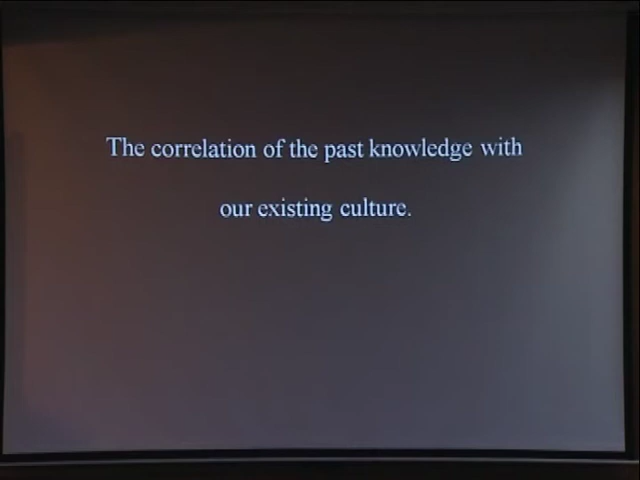 The correlation of the past knowledge with
our existing culture.